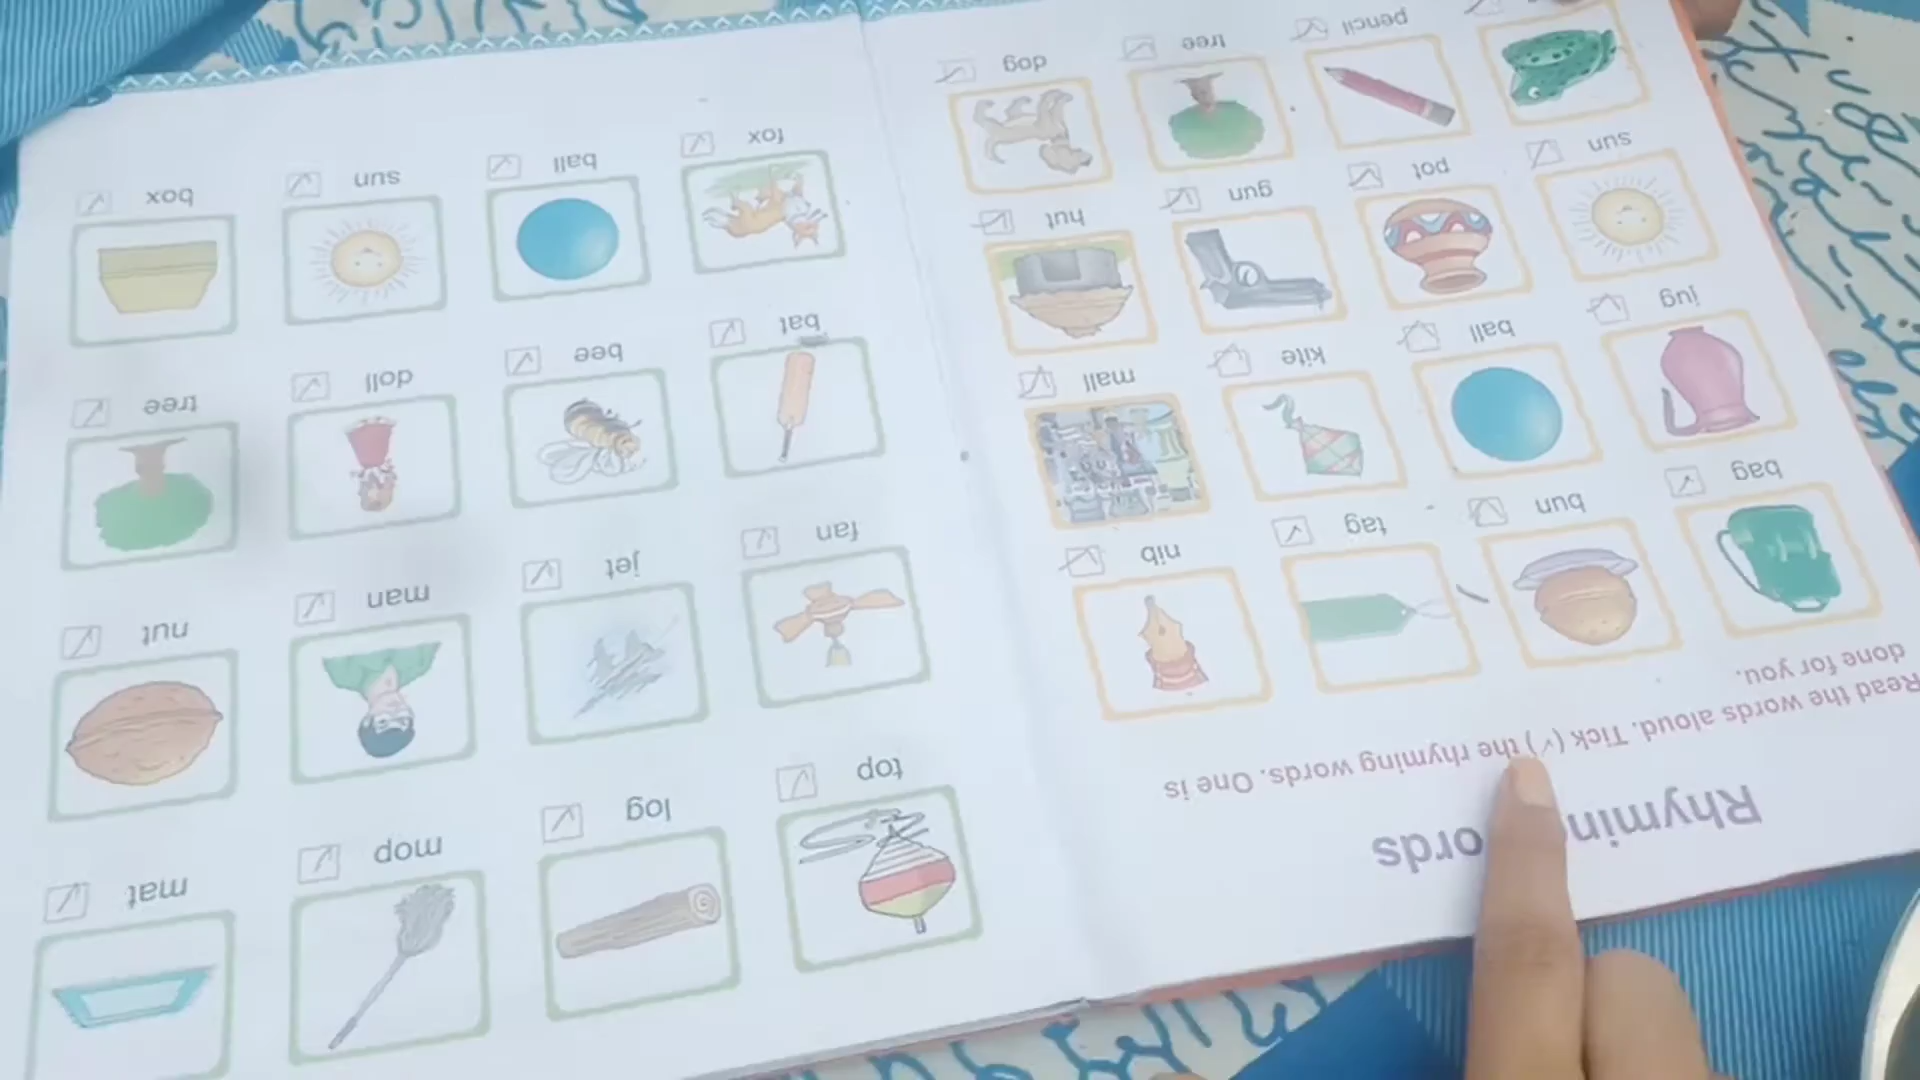 Rhymin ords
Read the words aloud. Tick (✓) the rhyming words. One is
done for you.
bag bun tag nib
jug ball kite mall
sun pot gun hut
pencil tree dog
top log mop mat
fan jet man nut
bat bee doll tree
fox ball sun box